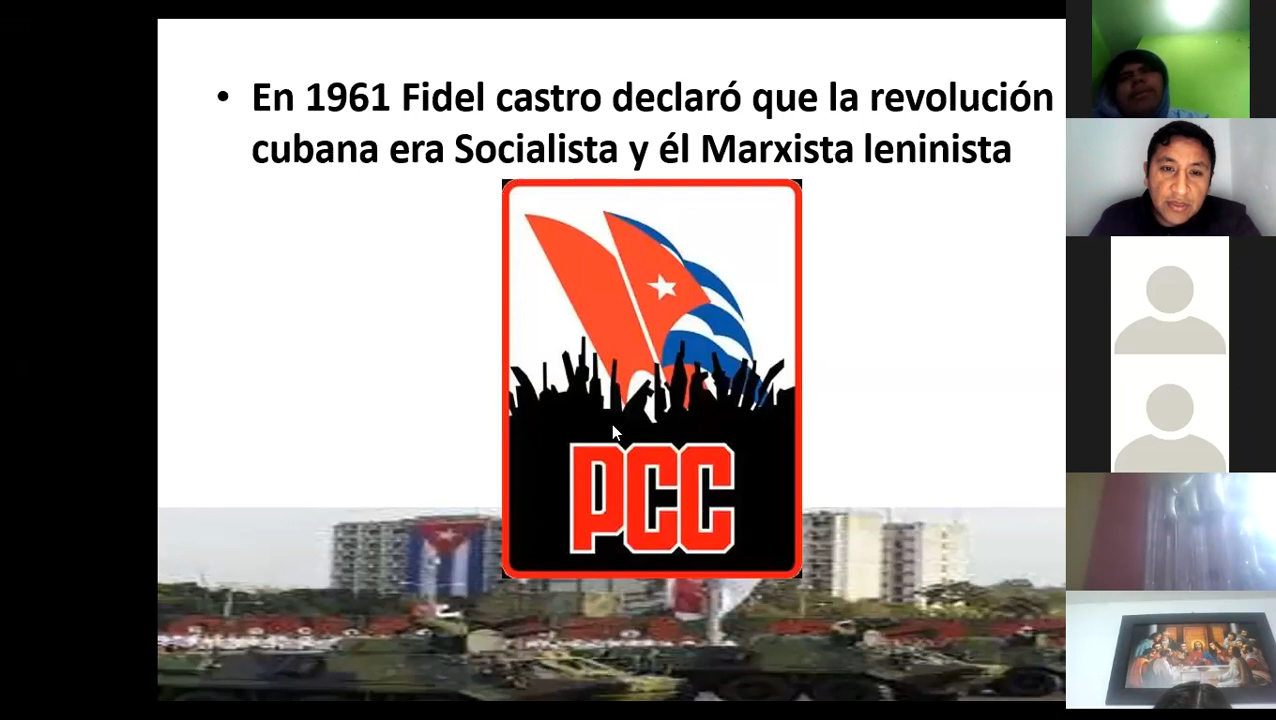 • En 1961 Fidel castro declaró que la revolución
cubana era Socialista y él Marxista leninista
PCC